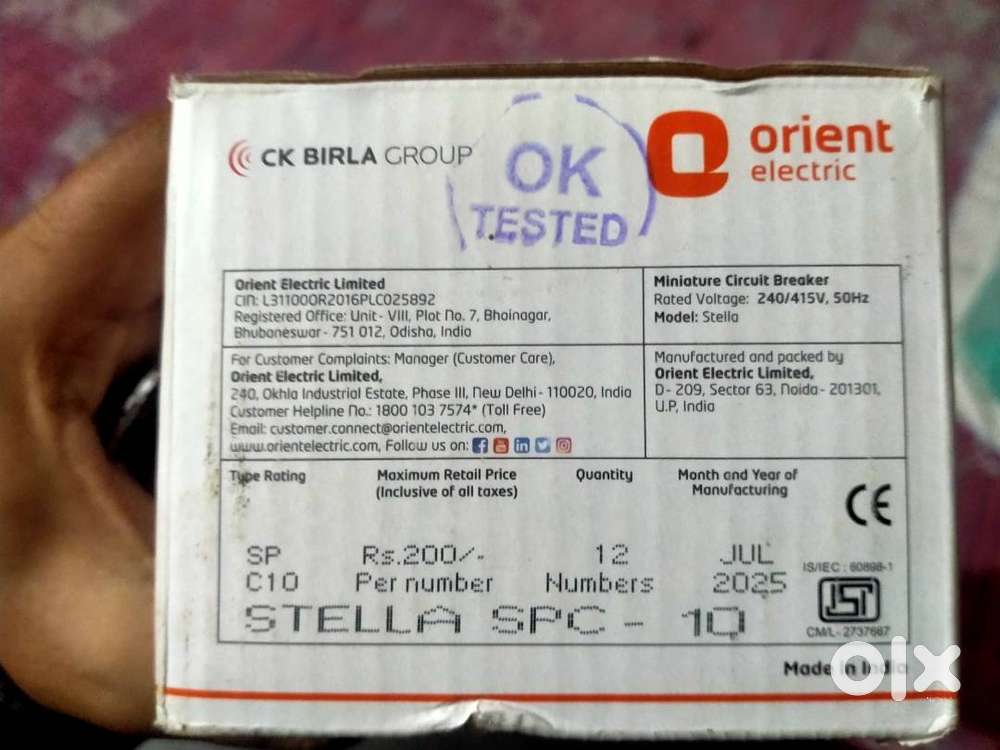 CK BIRLA GROUP
OK
TESTED
orient
electric
Orient Electric Limited
CIN: L311000R2016PLC025892
Registered Office: Unit - VIII, Plot No. 7, Bhoinagar,
Bhubaneswar - 751 012, Odisha, India
Miniature Circuit Breaker
Rated Voltage: 240/415V, 50Hz
Model: Stella
For Customer Complaints: Manager (Customer Care),
Orient Electric Limited,
240, Okhla Industrial Estate, Phase III, New Delhi - 110020, India
Customer Helpline No.: 1800 103 7574* (Toll Free)
Email: customer.connect@orientelectric.com,
www.orientelectric.com, Follow us on:
Manufactured and packed by
Orient Electric Limited,
D - 209, Sector 63, Noida - 201301,
U.P, India
Type Rating
Maximum Retail Price
(Inclusive of all taxes)
Quantity
Month and Year of
Manufacturing
CE
SP Rs.200/- 12 JUL
C10 Per number Numbers 2025
STELLA SPC - 10
IS/IEC : 60898-1
ISI
CM/L - 2737667
Made in India
olx